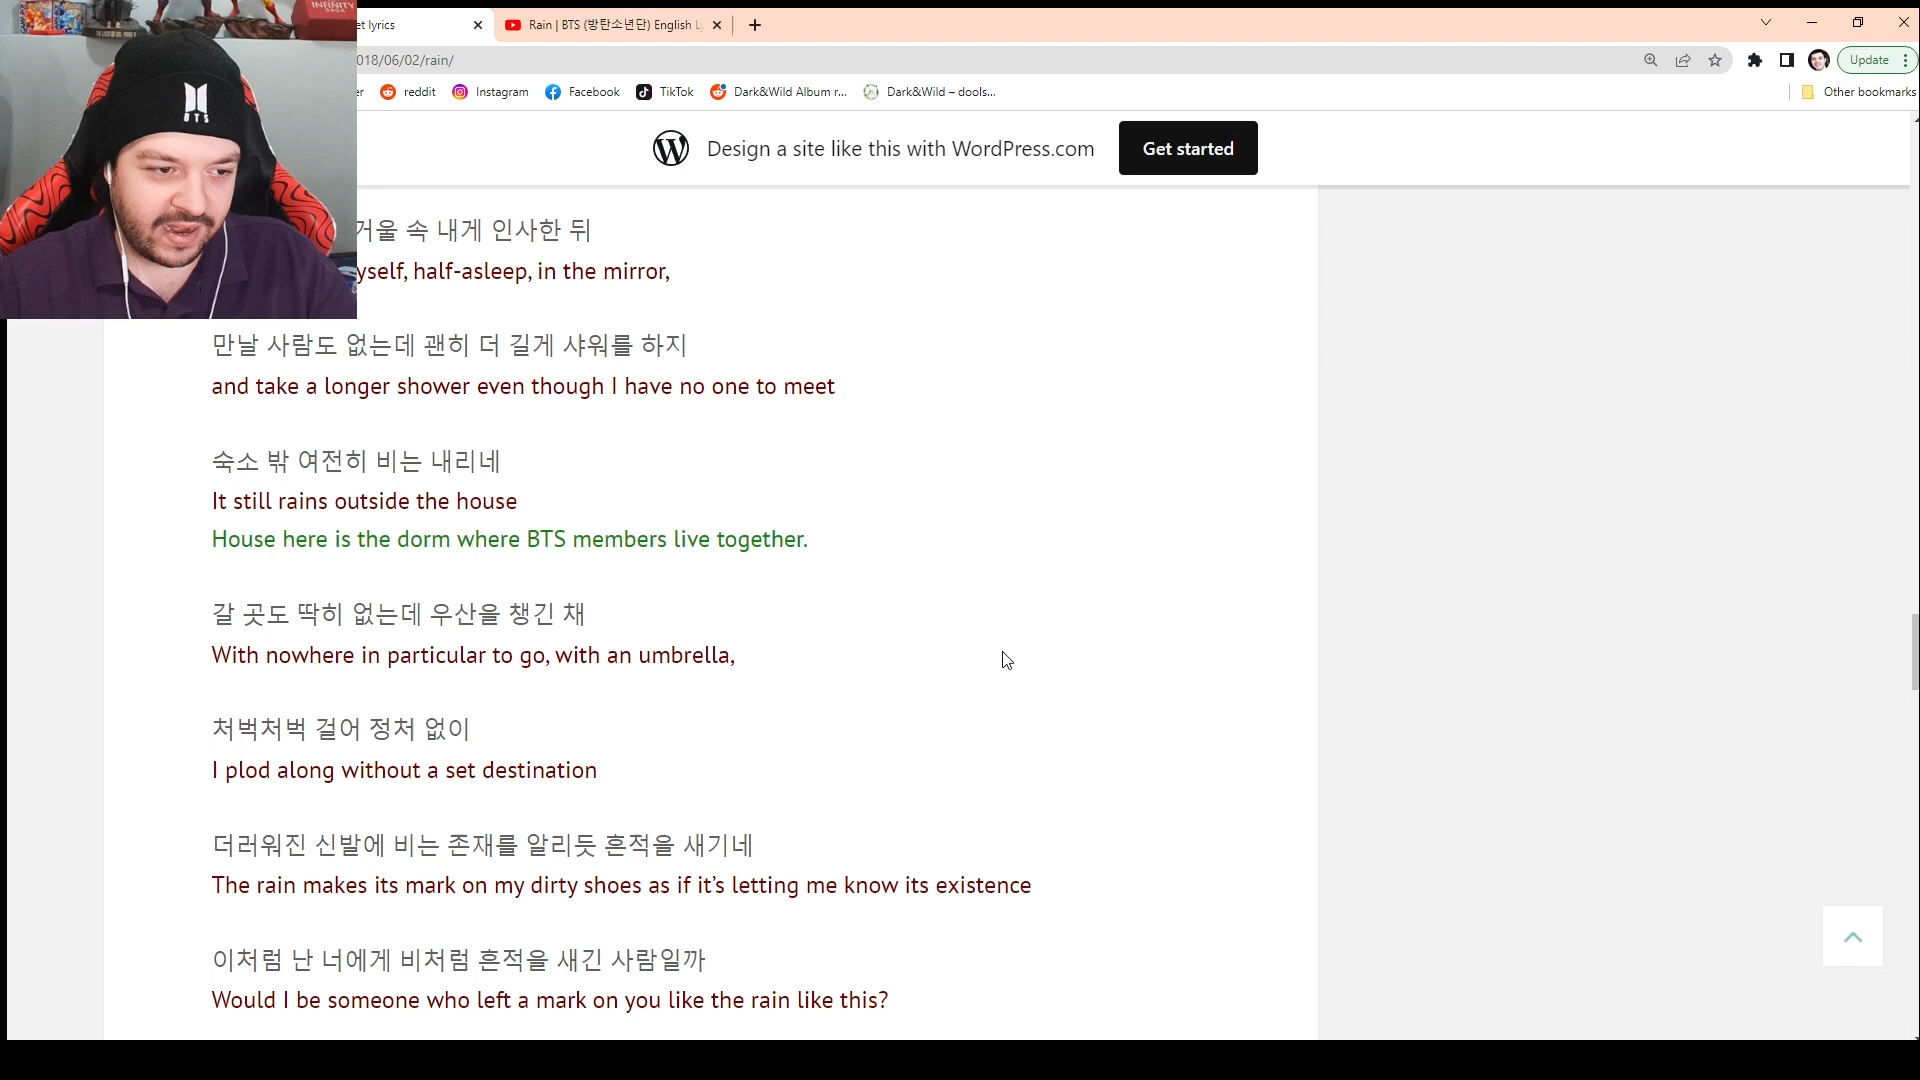 INFINITY
SAGA
BTS
et lyrics
Rain | BTS (방탄소년단) English L
018/06/02/rain/
Update
er
reddit
Instagram
Facebook
TikTok
Dark&Wild Album r...
Dark&Wild – dools...
Other bookmarks
Design a site like this with WordPress.com
Get started
거울 속 내게 인사한 뒤
yself, half-asleep, in the mirror,
만날 사람도 없는데 괜히 더 길게 샤워를 하지
and take a longer shower even though I have no one to meet
숙소 밖 여전히 비는 내리네
It still rains outside the house
House here is the dorm where BTS members live together.
갈 곳도 딱히 없는데 우산을 챙긴 채
With nowhere in particular to go, with an umbrella,
처벅처벅 걸어 정처 없이
I plod along without a set destination
더러워진 신발에 비는 존재를 알리듯 흔적을 새기네
The rain makes its mark on my dirty shoes as if it’s letting me know its existence
이처럼 난 너에게 비처럼 흔적을 새긴 사람일까
Would I be someone who left a mark on you like the rain like this?